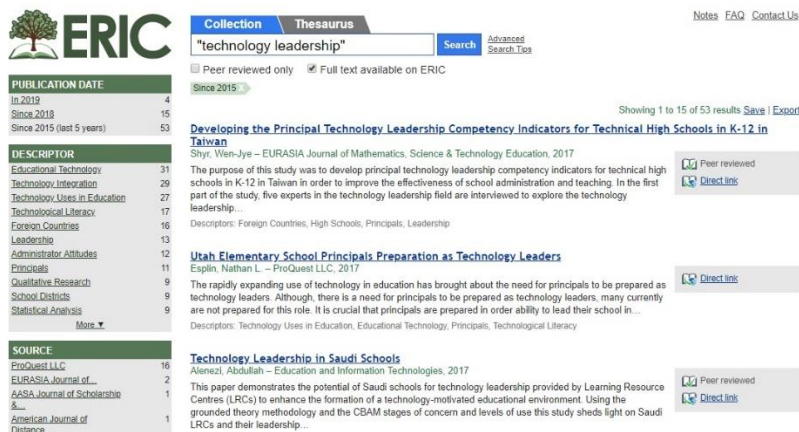 ERIC
Collection Thesaurus
"technology leadership"
Search
Advanced
Search Tips
Notes FAQ Contact Us
Peer reviewed only Full text available on ERIC
Since 2015 x
Showing 1 to 15 of 53 results Save | Export
PUBLICATION DATE
In 2019 4
Since 2018 15
Since 2015 (last 5 years) 53
DESCRIPTOR
Educational Technology 31
Technology Integration 29
Technology Uses in Education 27
Technological Literacy 17
Foreign Countries 16
Leadership 13
Administrator Attitudes 12
Principals 11
Qualitative Research 9
School Districts 9
Statistical Analysis 9
More ▼
SOURCE
ProQuest LLC 16
EURASIA Journal of... 2
AASA Journal of Scholarship 1
&...
American Journal of 1
Distance
Developing the Principal Technology Leadership Competency Indicators for Technical High Schools in K-12 in
Taiwan
Shyr, Wen-Jye – EURASIA Journal of Mathematics, Science & Technology Education, 2017
The purpose of this study was to develop principal technology leadership competency indicators for technical high
schools in K-12 in Taiwan in order to improve the effectiveness of school administration and teaching. In the first
part of the study, five experts in the technology leadership field are interviewed to explore the technology
leadership...
Descriptors: Foreign Countries, High Schools, Principals, Leadership
Peer reviewed
Direct link
Utah Elementary School Principals Preparation as Technology Leaders
Esplin, Nathan L. – ProQuest LLC, 2017
The rapidly expanding use of technology in education has brought about the need for principals to be prepared as
technology leaders. Although, there is a need for principals to be prepared as technology leaders, many currently
are not prepared for this role. It is crucial that principals are prepared in order ability to lead their school in...
Descriptors: Technology Uses in Education, Educational Technology, Principals, Technological Literacy
Direct link
Technology Leadership in Saudi Schools
Alenezi, Abdullah – Education and Information Technologies, 2017
This paper demonstrates the potential of Saudi schools for technology leadership provided by Learning Resource
Centres (LRCs) to enhance the formation of a technology-motivated educational environment. Using the
grounded theory methodology and the CBAM stages of concern and levels of use this study sheds light on Saudi
LRCs and their leadership...
Peer reviewed
Direct link